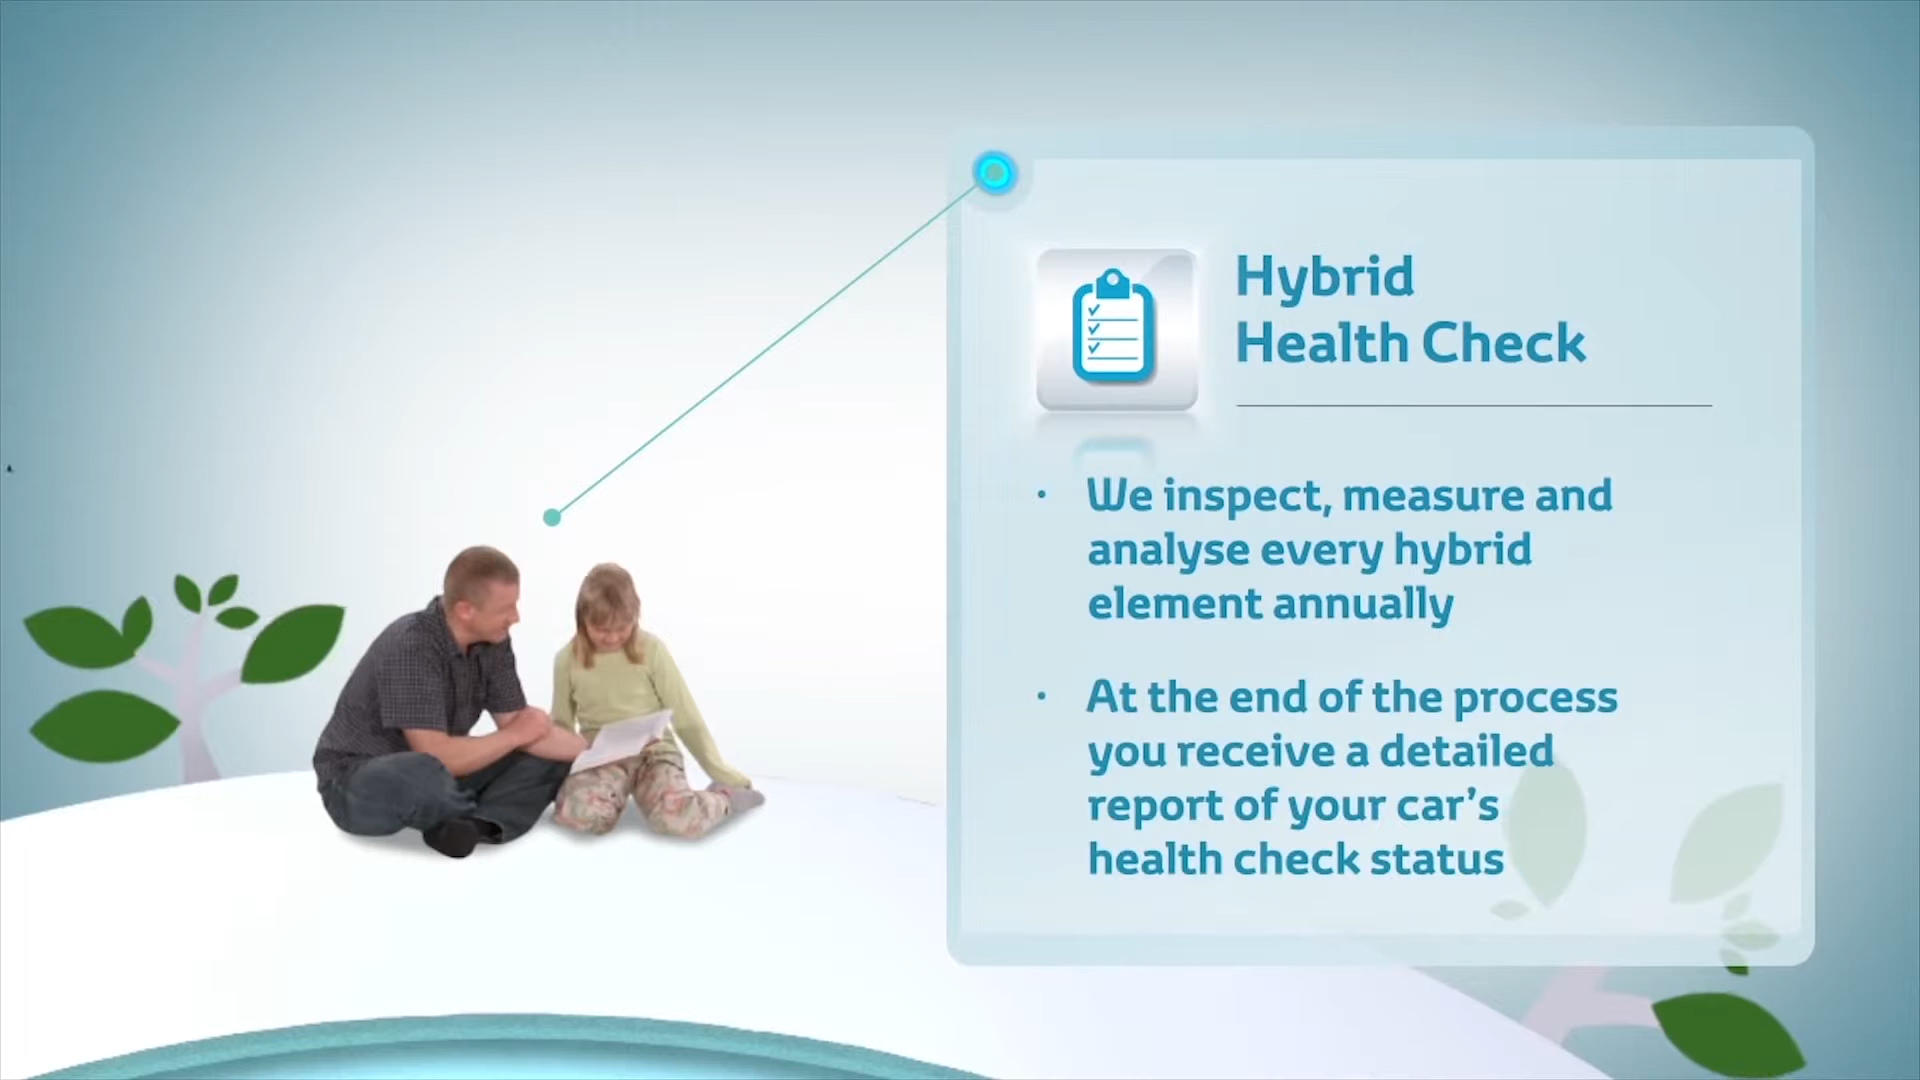 Hybrid
Health Check
· We inspect, measure and
analyse every hybrid
element annually
· At the end of the process
you receive a detailed
report of your car’s
health check status